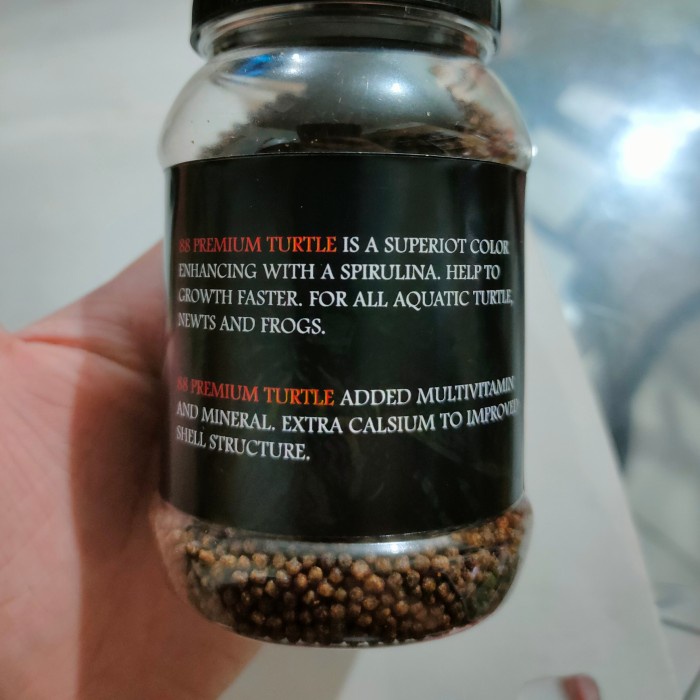 88 PREMIUM TURTLE IS A SUPERIOT COLOR
ENHANCING WITH A SPIRULINA. HELP TO
GROWTH FASTER. FOR ALL AQUATIC TURTLE,
NEWTS AND FROGS.
88 PREMIUM TURTLE ADDED MULTIVITAMIN
AND MINERAL. EXTRA CALSIUM TO IMPROVED
SHELL STRUCTURE.